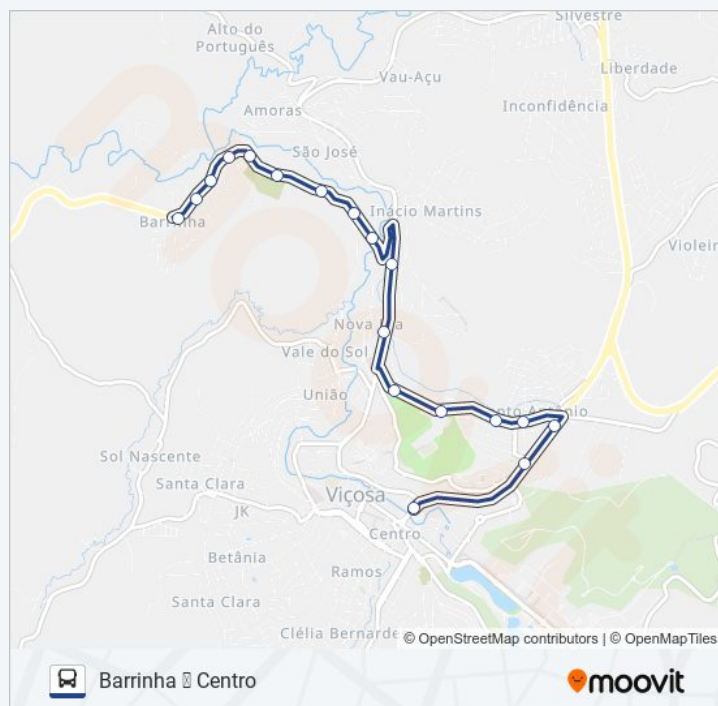 Silvestre
Alto do
Português
Vau-Açu
Liberdade
Amoras
Inconfidência
São José
Barrinha
Inácio Martins
Violeir
Nova
Vale do Sol
União
Sol Nascente
Santa Clara
Viçosa
JK
Centro
Betânia
Ramos
Santa Clara
Clélia Bernarde
© OpenStreetMap contributors | © OpenMapTiles
Barrinha Centro
moovit